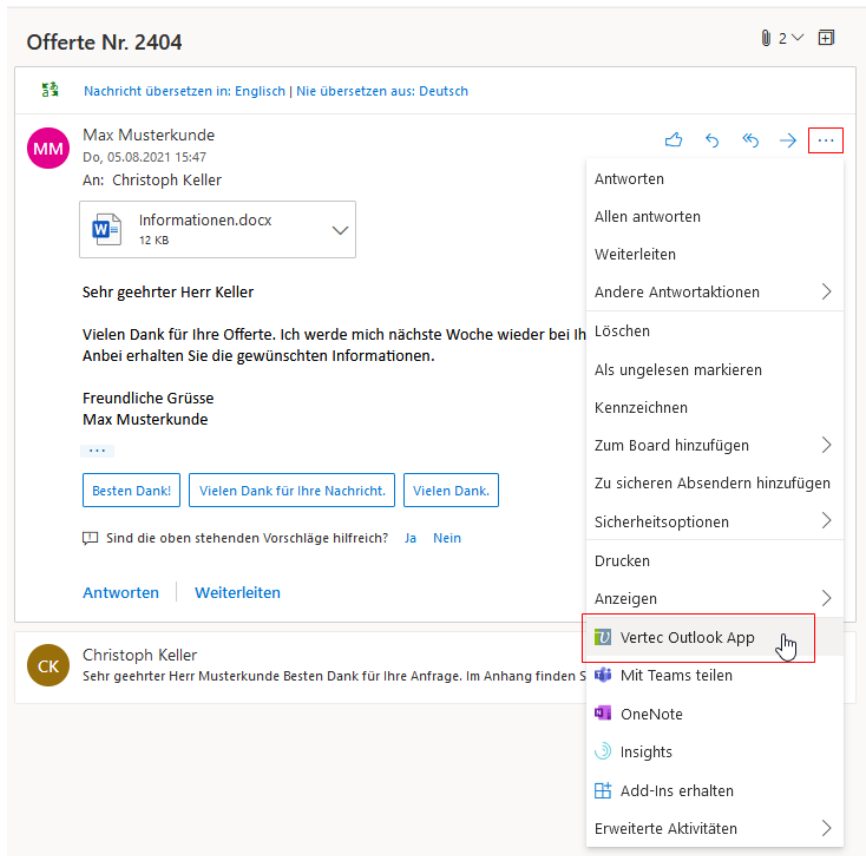 Offerte Nr. 2404
2
Nachricht übersetzen in: Englisch | Nie übersetzen aus: Deutsch
MM
Max Musterkunde
Do, 05.08.2021 15:47
An: Christoph Keller
Informationen.docx
12 KB
Sehr geehrter Herr Keller
Vielen Dank für Ihre Offerte. Ich werde mich nächste Woche wieder bei Ih
Anbei erhalten Sie die gewünschten Informationen.
Freundliche Grüsse
Max Musterkunde
...
Besten Dank! Vielen Dank für Ihre Nachricht. Vielen Dank.
Sind die oben stehenden Vorschläge hilfreich? Ja Nein
Antworten Weiterleiten
CK
Christoph Keller
Sehr geehrter Herr Musterkunde Besten Dank für Ihre Anfrage. Im Anhang finden S
...
Antworten
Allen antworten
Weiterleiten
Andere Antwortaktionen
Löschen
Als ungelesen markieren
Kennzeichnen
Zum Board hinzufügen
Zu sicheren Absendern hinzufügen
Sicherheitsoptionen
Drucken
Anzeigen
Vertec Outlook App
Mit Teams teilen
OneNote
Insights
Add-Ins erhalten
Erweiterte Aktivitäten